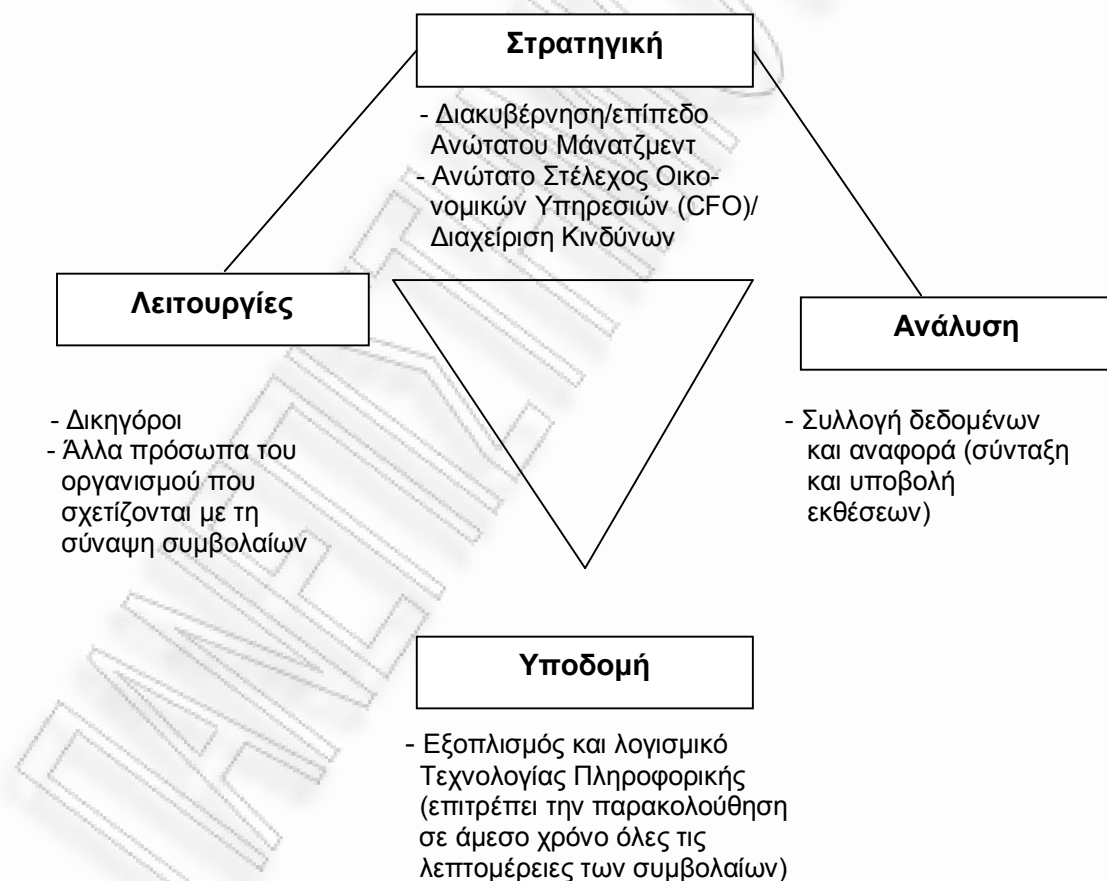 Στρατηγική
- Διακυβέρνηση/επίπεδο
Ανώτατου Μάνατζμεντ
- Ανώτατο Στέλεχος Οικο-
νομικών Υπηρεσιών (CFO)/
Διαχείριση Κινδύνων
Λειτουργίες
- Δικηγόροι
- Άλλα πρόσωπα του
οργανισμού που
σχετίζονται με τη
σύναψη συμβολαίων
Ανάλυση
- Συλλογή δεδομένων
και αναφορά (σύνταξη
και υποβολή
εκθέσεων)
Υποδομή
- Εξοπλισμός και λογισμικό
Τεχνολογίας Πληροφορικής
(επιτρέπει την παρακολούθηση
σε άμεσο χρόνο όλες τις
λεπτομέρειες των συμβολαίων)